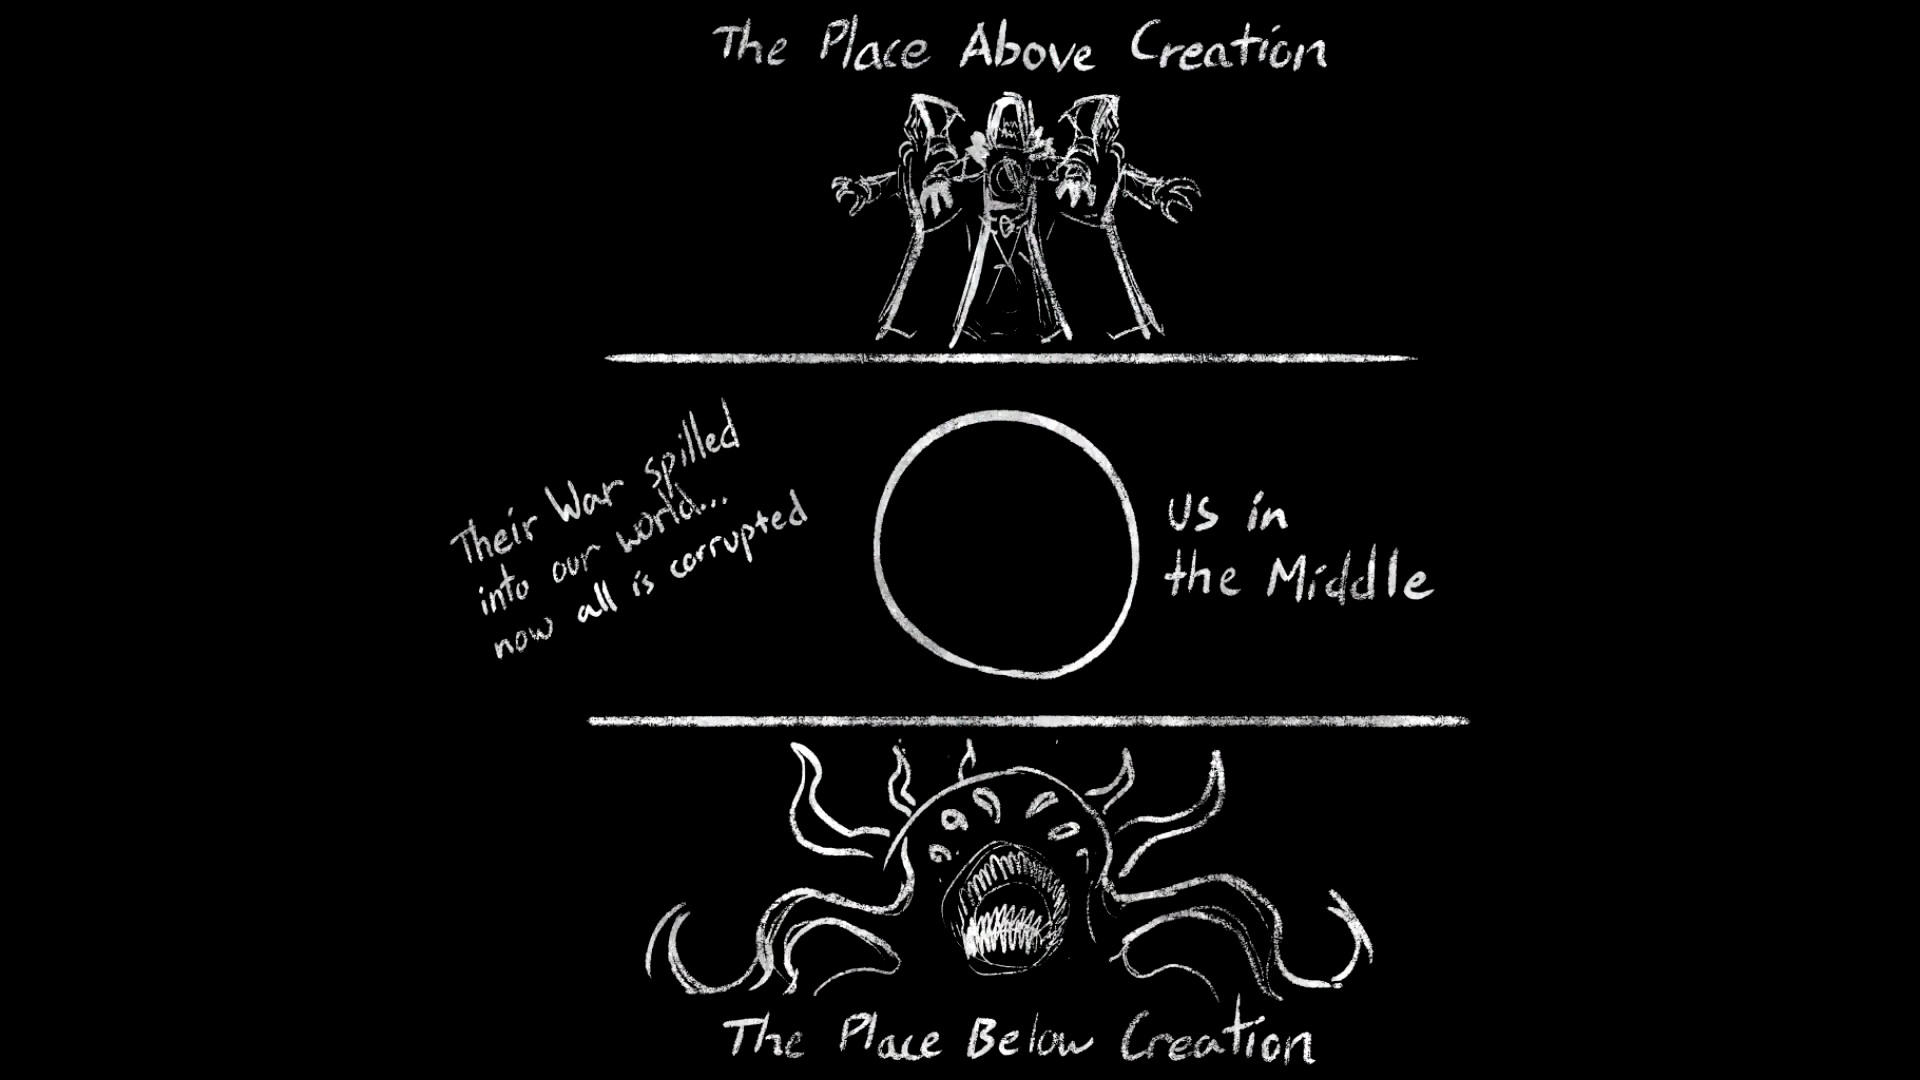 The Place Above Creation
Their War spilled
into our world...
now all is corrupted
US in
the Middle
The Place Below Creation